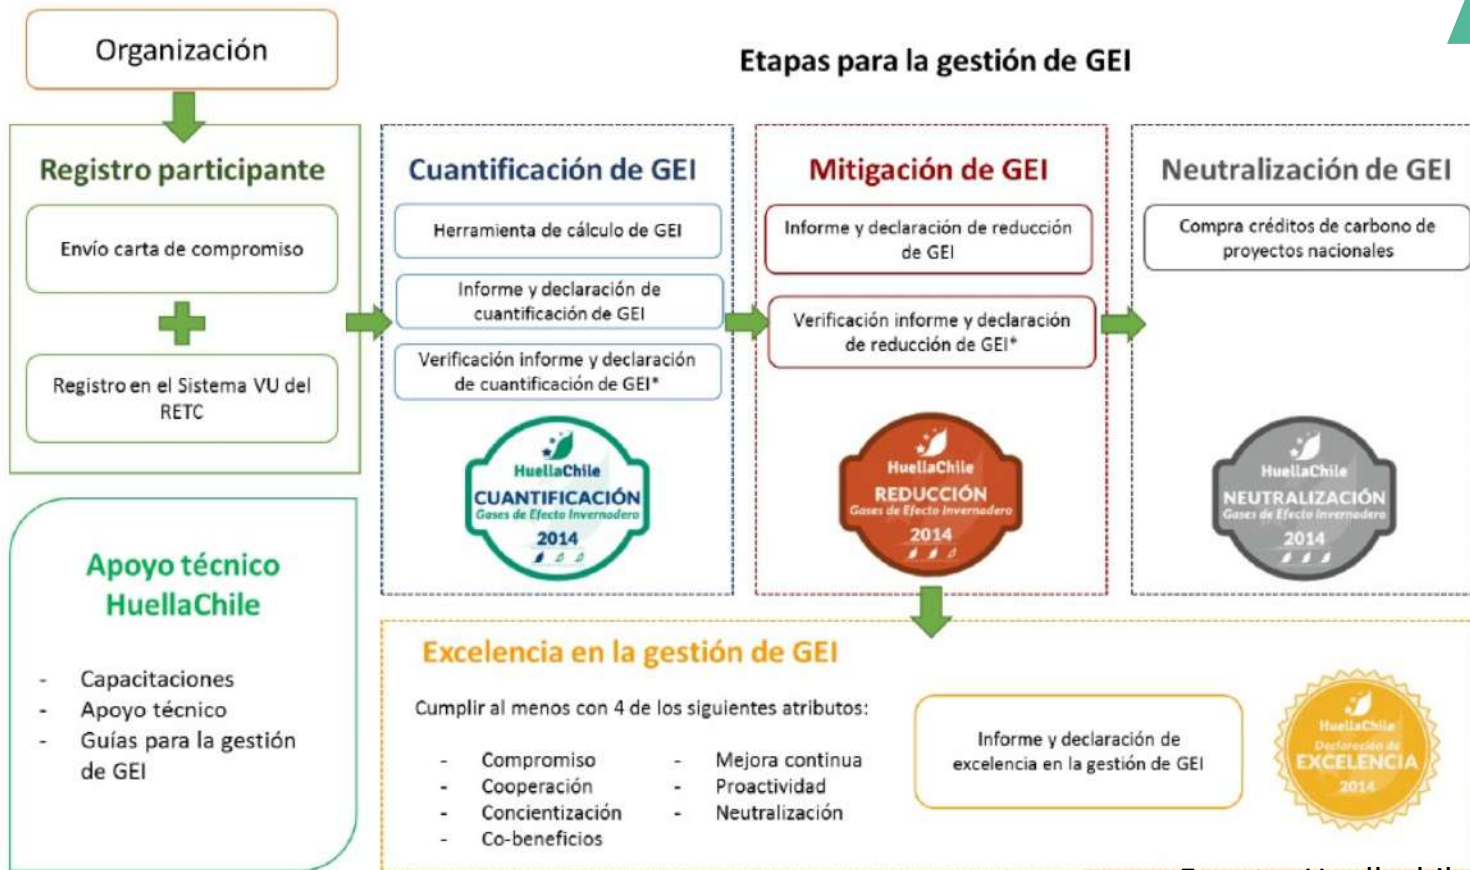 Organización
Etapas para la gestión de GEI
Registro participante
Envío carta de compromiso
Registro en el Sistema VU del
RETC
Cuantificación de GEI
Herramienta de cálculo de GEI
Informe y declaración de
cuantificación de GEI
Verificación informe y declaración
de cuantificación de GEI*
HuellaChile
CUANTIFICACIÓN
Gases de Efecto Invernadero
2014
Mitigación de GEI
Informe y declaración de reducción
de GEI
Verificación informe y declaración
de reducción de GEI*
HuellaChile
REDUCCIÓN
Gases de Efecto Invernadero
2014
Neutralización de GEI
Compra créditos de carbono de
proyectos nacionales
HuellaChile
NEUTRALIZACIÓN
Gases de Efecto Invernadero
2014
Apoyo técnico
HuellaChile
- Capacitaciones
- Apoyo técnico
- Guías para la gestión
de GEI
Excelencia en la gestión de GEI
Cumplir al menos con 4 de los siguientes atributos:
- Compromiso
- Cooperación
- Concientización
- Co-beneficios
- Mejora continua
- Proactividad
- Neutralización
Informe y declaración de
excelencia en la gestión de GEI
HuellaChile
Declaración de
EXCELENCIA
2014